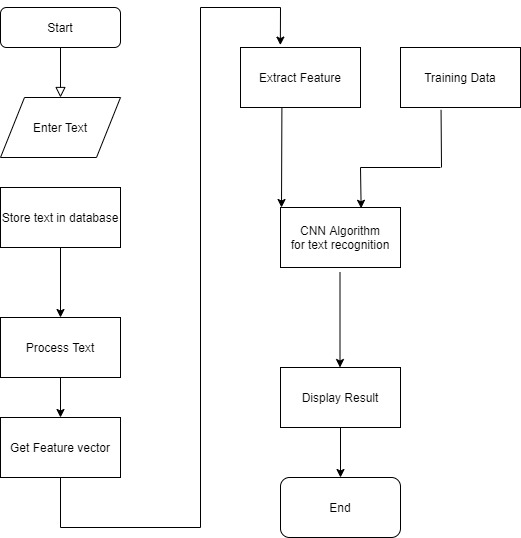 Start
Enter Text
Store text in database
Process Text
Get Feature vector
Extract Feature
Training Data
CNN Algorithm
for text recognition
Display Result
End